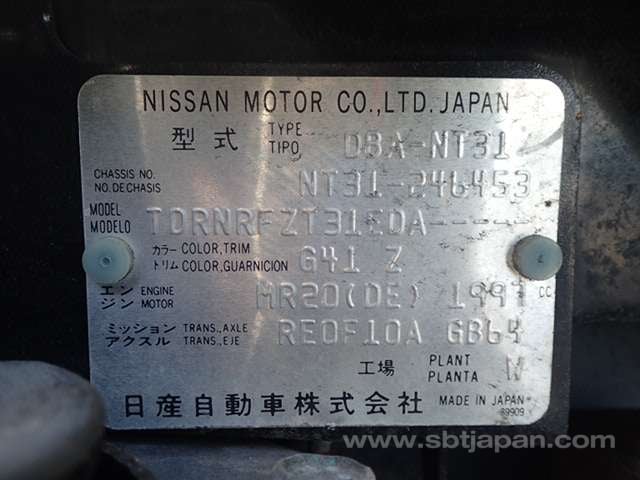 NISSAN MOTOR CO.,LTD. JAPAN
型式 TYPE TIPO DBA-NT31
CHASSIS NO. NO.DE CHASIS NT31-246453
MODEL MODELO TDRNRFZT31EDA-----
カラー COLOR,TRIM
トリム COLOR,GUARNICION G41 Z
エンジン ENGINE MOTOR MR20(DE) 1997 CC
ミッション TRANS.,AXLE
アクスル TRANS.,EJE RE0F10A GB64
工場 PLANT PLANTA W
日産自動車株式会社 MADE IN JAPAN
89909
www.sbtjapan.com